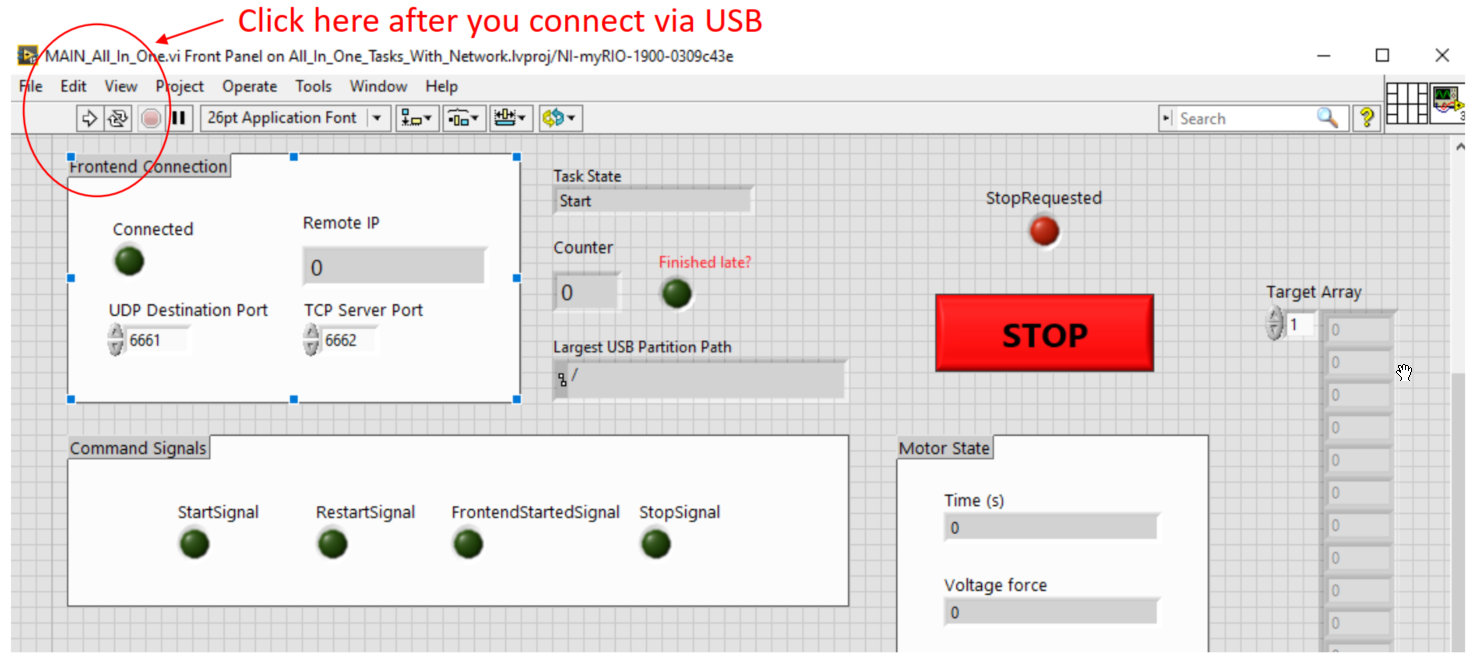 Click here after you connect via USB
MAIN_All_In_One.vi Front Panel on All_In_One_Tasks_With_Network.lvproj/NI-myRIO-1900-0309c43e
File Edit View Project Operate Tools Window Help
26pt Application Font
Search
?
3
Frontend Connection
Connected
Remote IP
0
UDP Destination Port
6661
TCP Server Port
6662
Task State
Start
Counter
0
Finished late?
Largest USB Partition Path
/
StopRequested
STOP
Target Array
1
0
0
0
0
0
0
0
0
0
0
Command Signals
StartSignal
RestartSignal
FrontendStartedSignal
StopSignal
Motor State
Time (s)
0
Voltage force
0